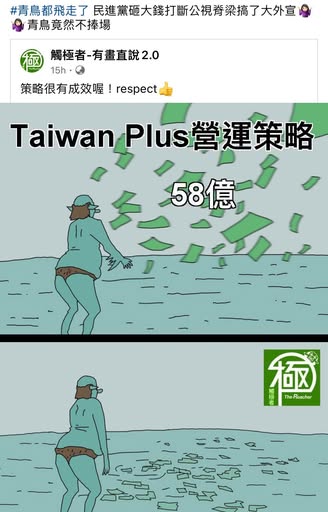 #青鳥都飛走了 民進黨砸大錢打斷公視脊梁搞了大外宣🤷🏻‍♀️
🤷🏻‍♀️青鳥竟然不捧場
極
觸極者-有畫直說2.0
15h
策略很有成效喔！respect👍
Taiwan Plus營運策略
58億
極
觸極者
The Reacher